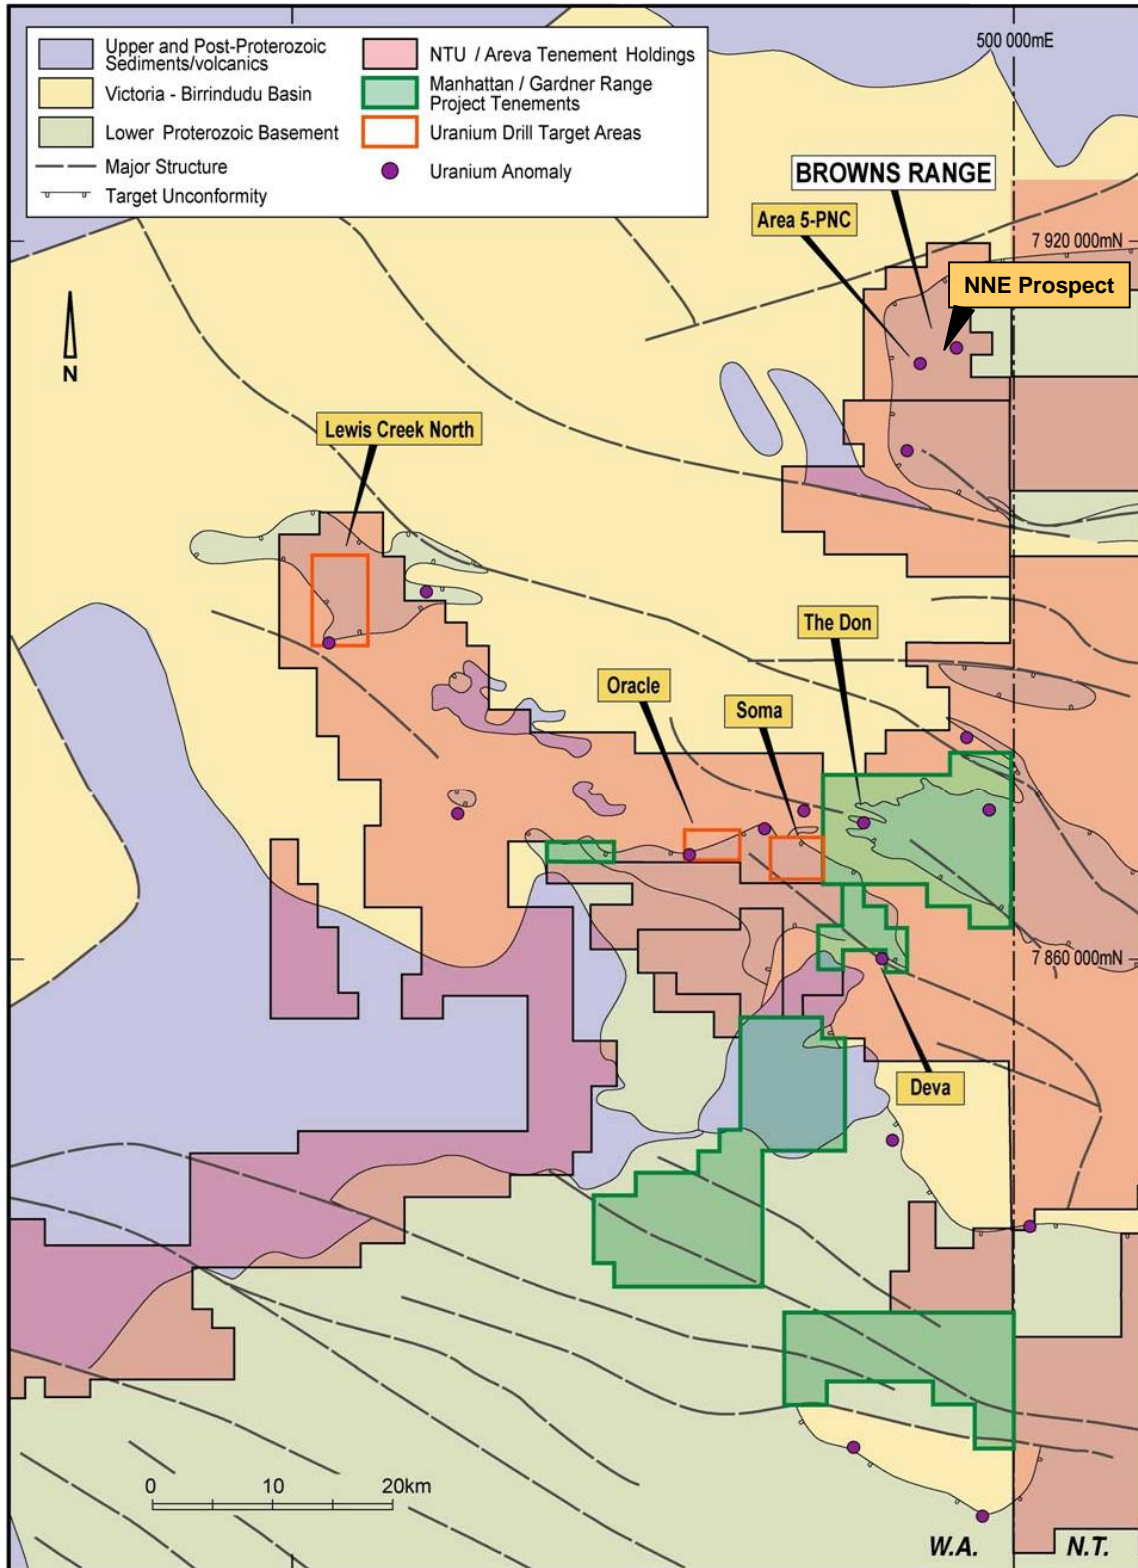 Upper and Post-Proterozoic
Sediments/volcanics
Victoria - Birrindudu Basin
Lower Proterozoic Basement
Major Structure
Target Unconformity
NTU / Areva Tenement Holdings
Manhattan / Gardner Range
Project Tenements
Uranium Drill Target Areas
Uranium Anomaly
500 000mE
BROWNS RANGE
Area 5-PNC
7 920 000mN
NNE Prospect
N
Lewis Creek North
The Don
Oracle
Soma
7 860 000mN
Deva
0 10 20km
W.A. N.T.